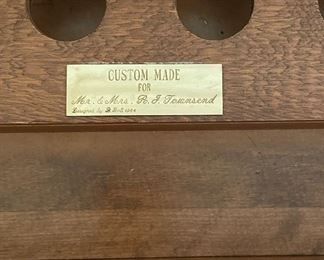 CUSTOM MADE
FOR
Mr. & Mrs. R. J. Townsend
Designed by D.